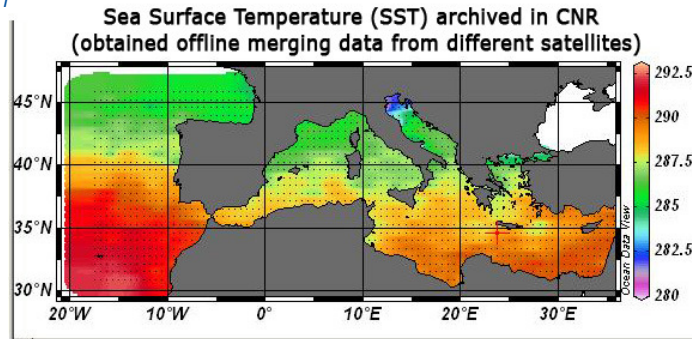 Sea Surface Temperature (SST) archived in CNR
(obtained offline merging data from different satellites)
45°N
40°N
35°N
30°N
20°W 10°W 0° 10°E 20°E 30°E
292.5
290
287.5
285
282.5
280
Ocean Data View